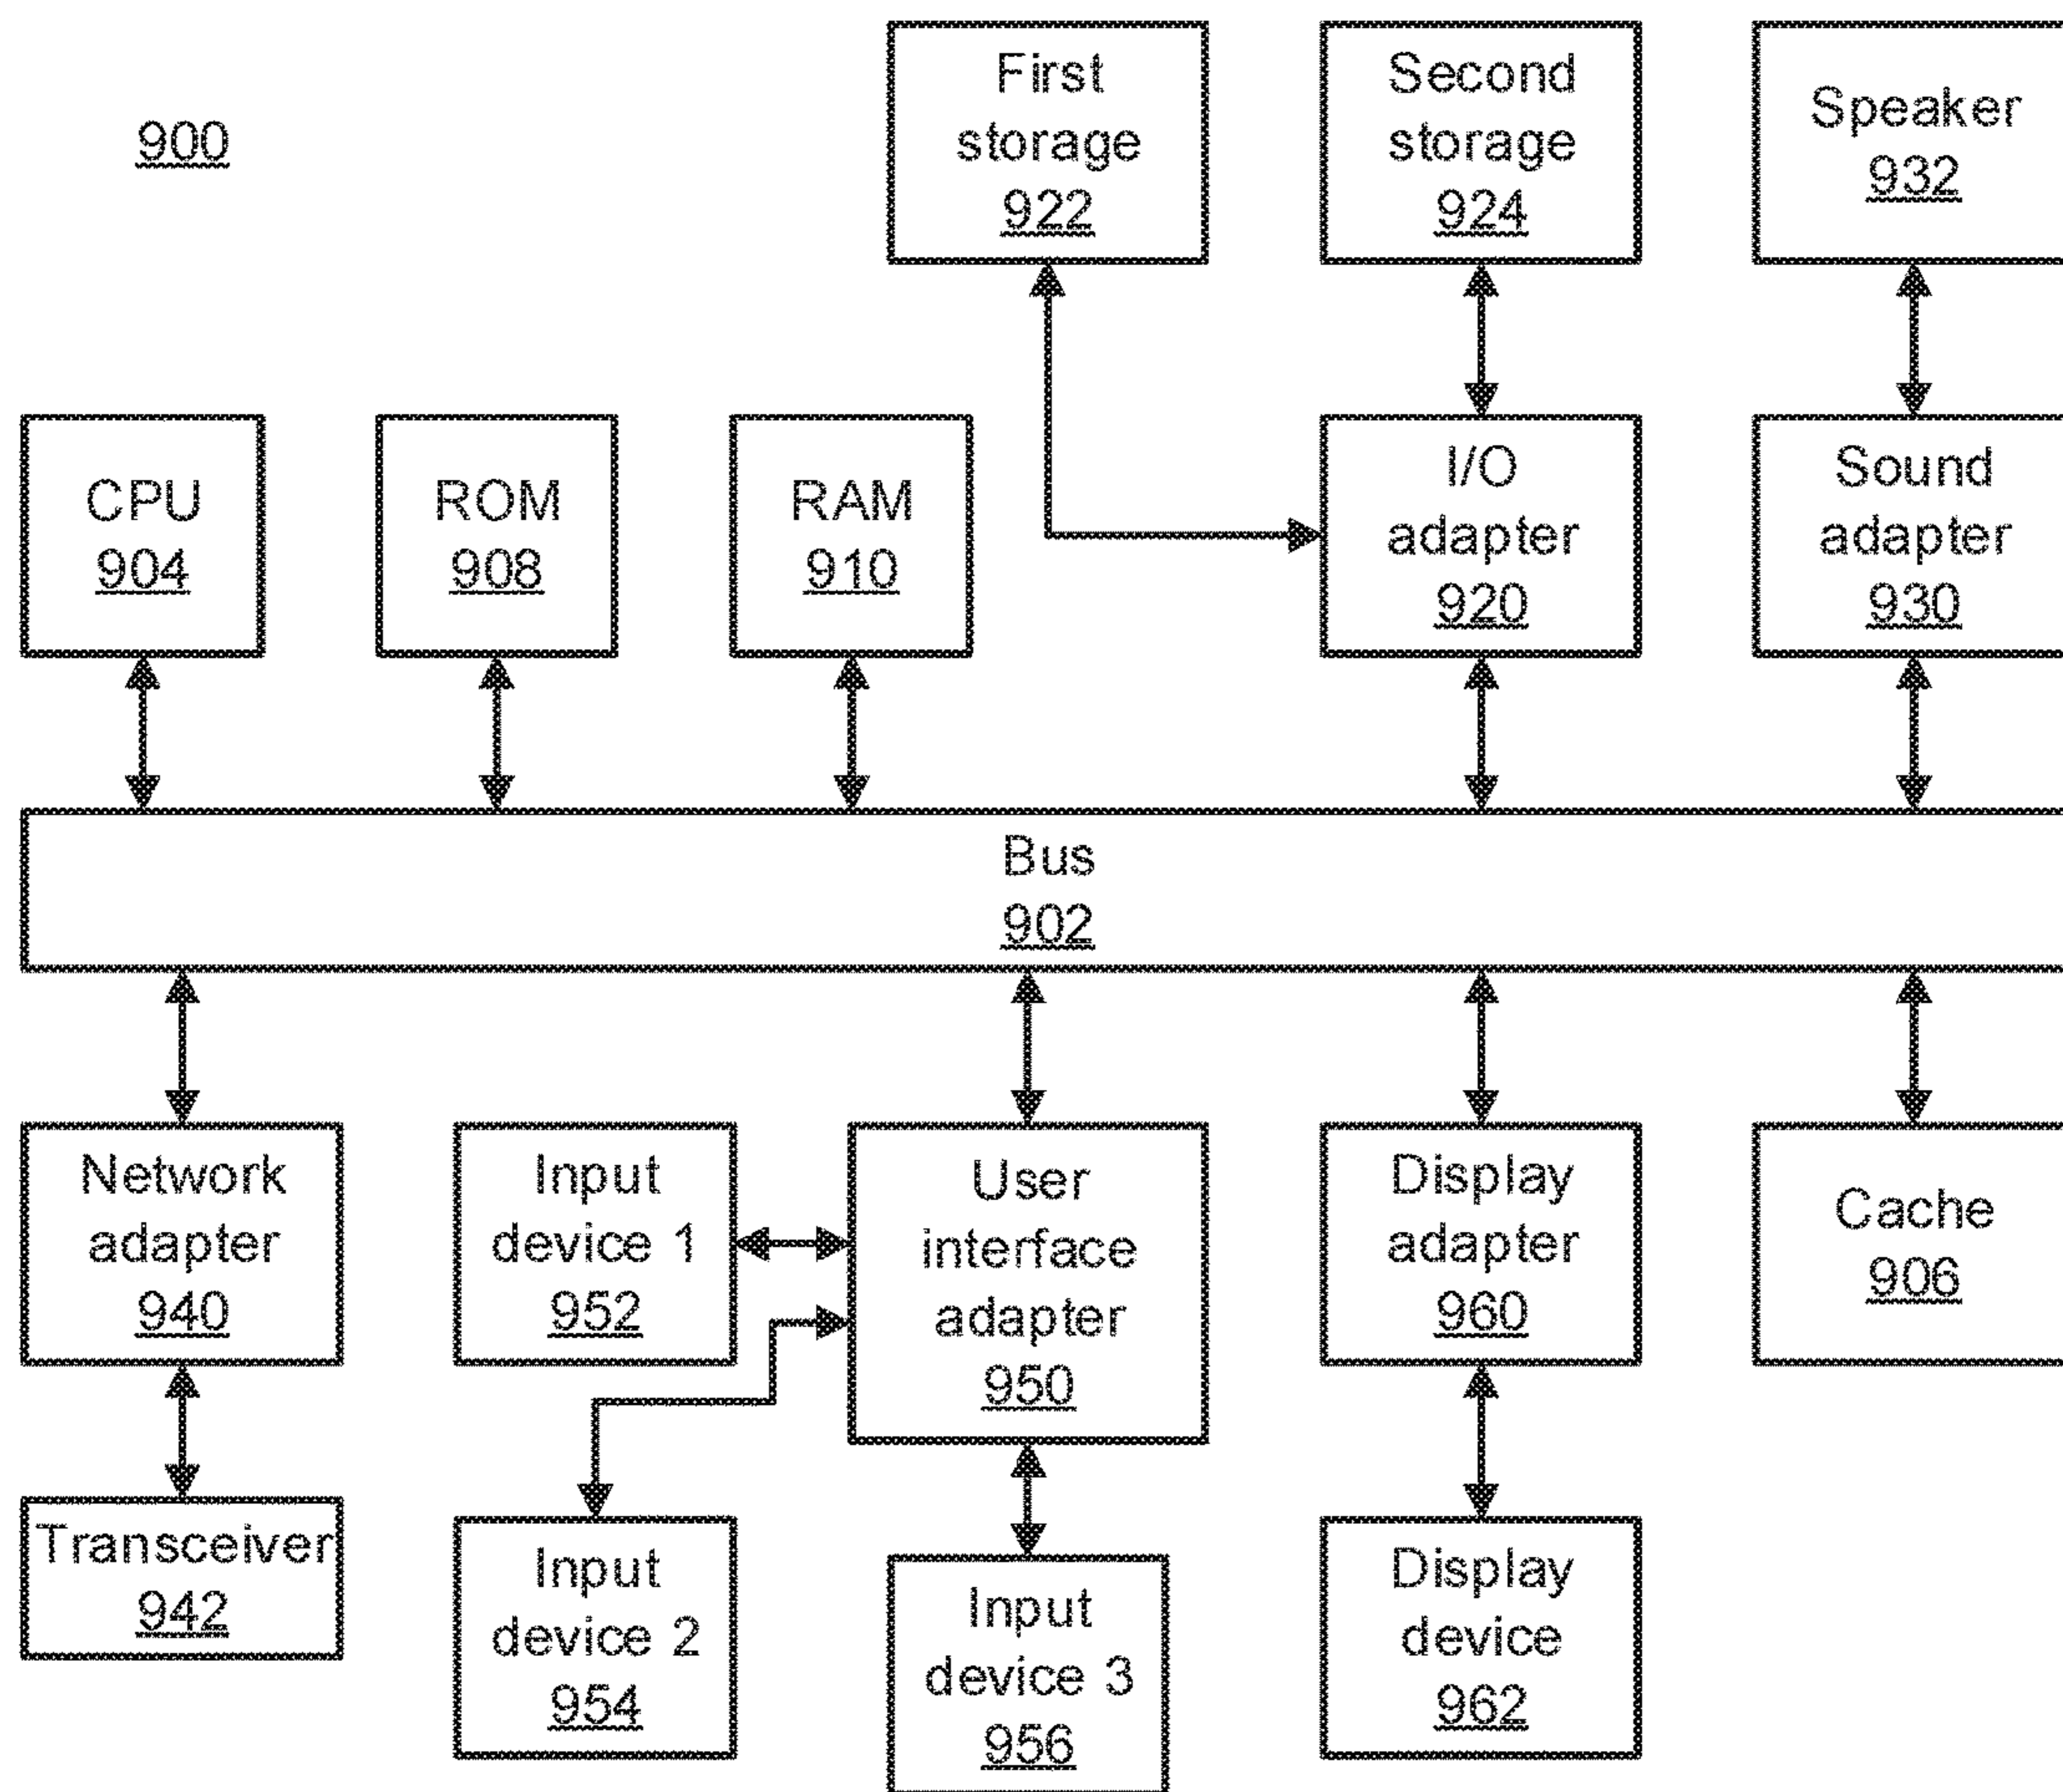 900
First
storage
922
Second
storage
924
Speaker
932
CPU
904
ROM
908
RAM
910
I/O
adapter
920
Sound
adapter
930
Bus
902
Network
adapter
940
Input
device 1
952
User
interface
adapter
950
Display
adapter
960
Cache
906
Transceiver
942
Input
device 2
954
Input
device 3
956
Display
device
962